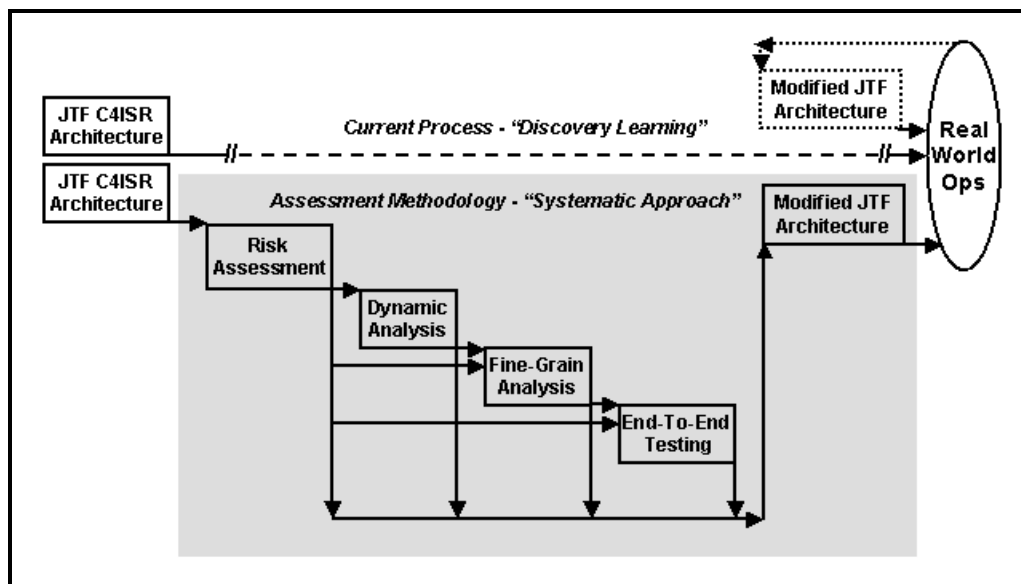 Modified JTF
Architecture
JTF C4ISR
Architecture
Current Process - “Discovery Learning”
Real
World
Ops
JTF C4ISR
Architecture
Assessment Methodology - “Systematic Approach”
Modified JTF
Architecture
Risk
Assessment
Dynamic
Analysis
Fine-Grain
Analysis
End-To-End
Testing